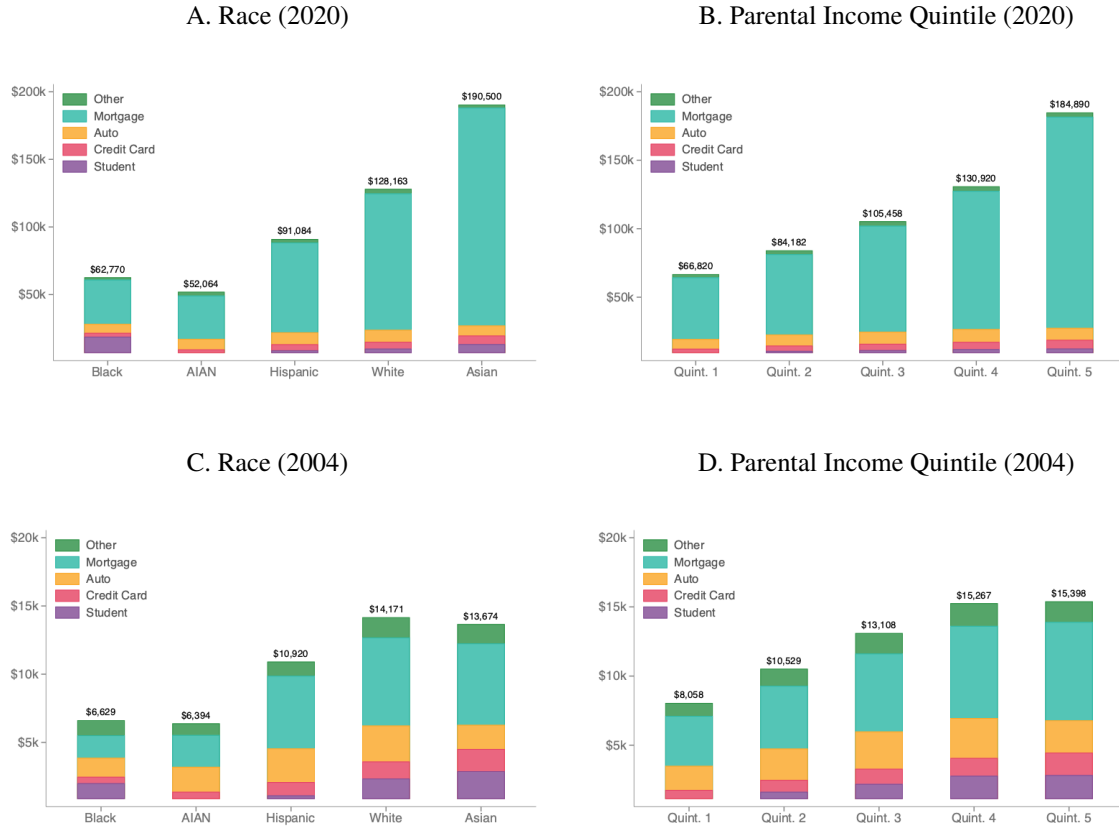 A. Race (2020)
$200k
$150k
$100k
$50k
Other
Mortgage
Auto
Credit Card
Student
$62,770
$52,064
$91,084
$128,163
$190,500
Black
AIAN
Hispanic
White
Asian
B. Parental Income Quintile (2020)
$200k
$150k
$100k
$50k
Other
Mortgage
Auto
Credit Card
Student
$66,820
$84,182
$105,458
$130,920
$184,890
Quint. 1
Quint. 2
Quint. 3
Quint. 4
Quint. 5
C. Race (2004)
$20k
$15k
$10k
$5k
Other
Mortgage
Auto
Credit Card
Student
$6,629
$6,394
$10,920
$14,171
$13,674
Black
AIAN
Hispanic
White
Asian
D. Parental Income Quintile (2004)
$20k
$15k
$10k
$5k
Other
Mortgage
Auto
Credit Card
Student
$8,058
$10,529
$13,108
$15,267
$15,398
Quint. 1
Quint. 2
Quint. 3
Quint. 4
Quint. 5